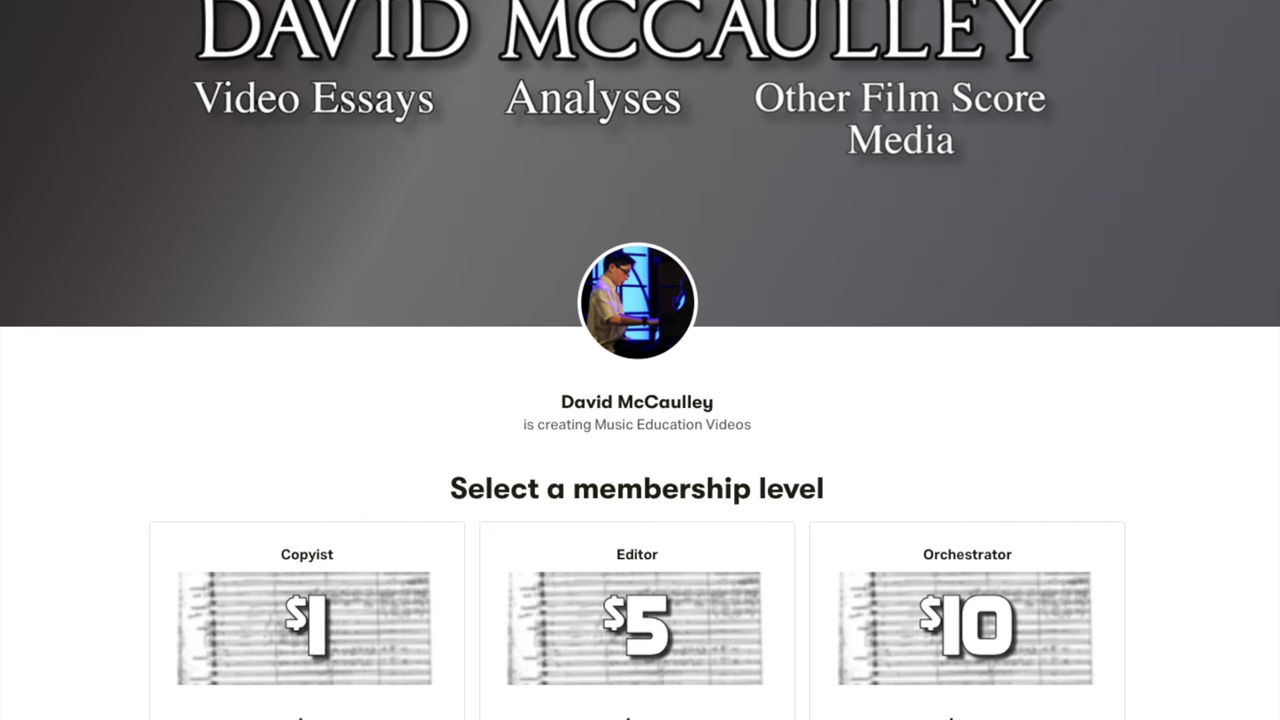 DAVID MCCAULLEY
Video Essays Analyses Other Film Score
Media
David McCaulley
is creating Music Education Videos
Select a membership level
Copyist Editor Orchestrator
$1 $5 $10